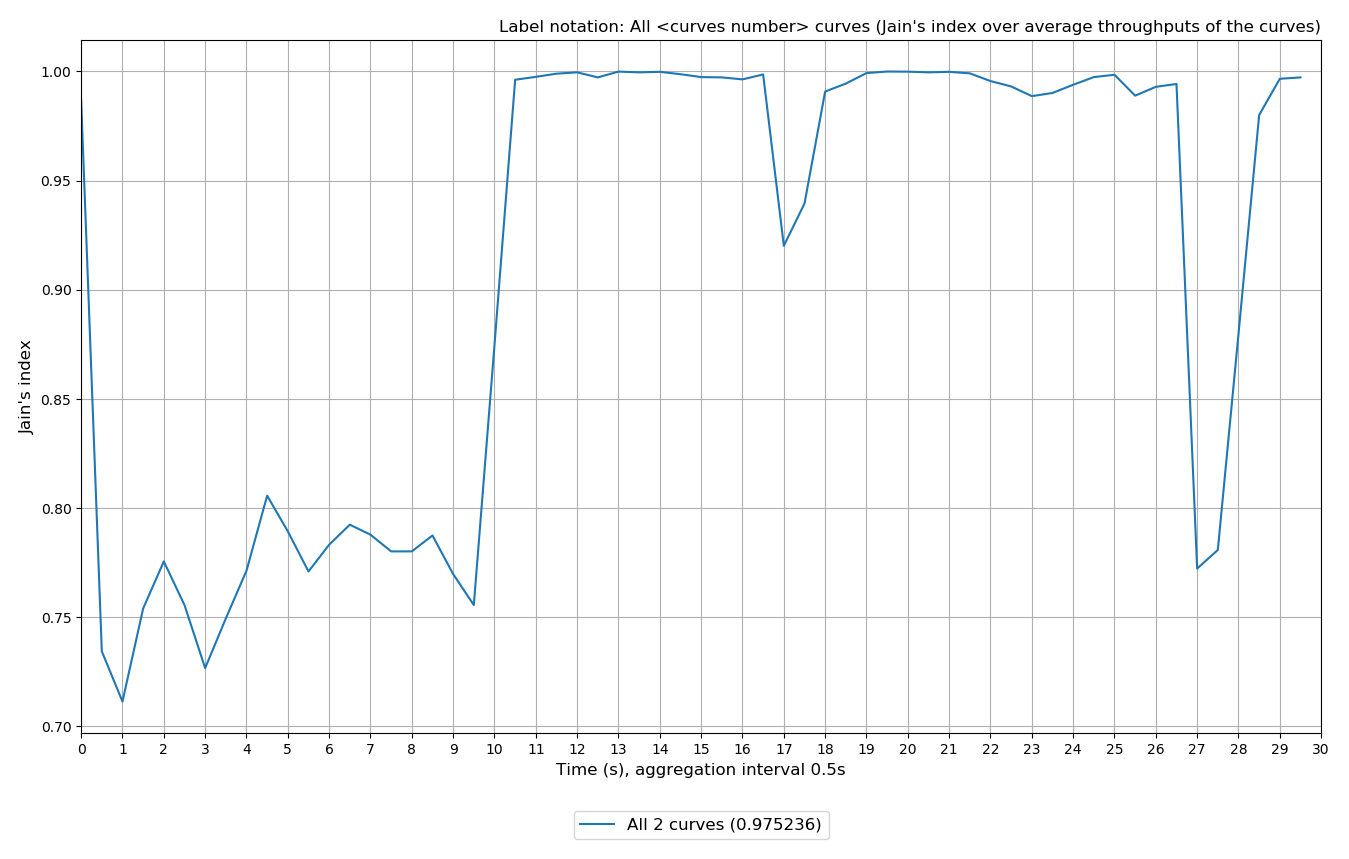 Label notation: All <curves number> curves (Jain's index over average throughputs of the curves)
1.00
0.95
0.90
0.85
0.80
0.75
0.70
Jain's index
0 1 2 3 4 5 6 7 8 9 10 11 12 13 14 15 16 17 18 19 20 21 22 23 24 25 26 27 28 29 30
Time (s), aggregation interval 0.5s
All 2 curves (0.975236)